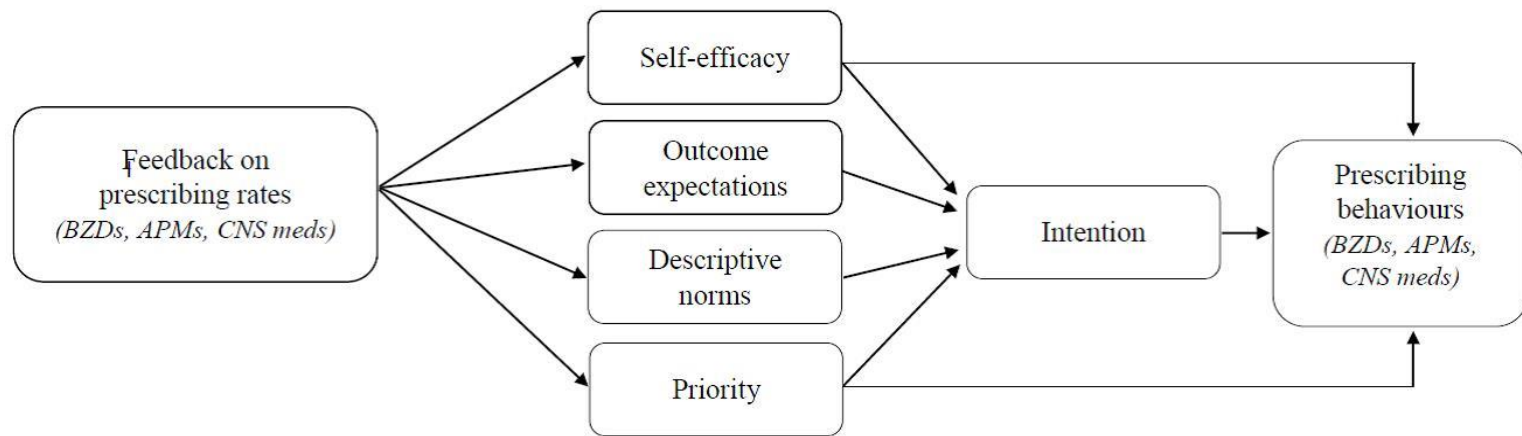 Feedback on
prescribing rates
(BZDs, APMs, CNS meds)
Self-efficacy
Outcome
expectations
Descriptive
norms
Priority
Intention
Prescribing
behaviours
(BZDs, APMs,
CNS meds)